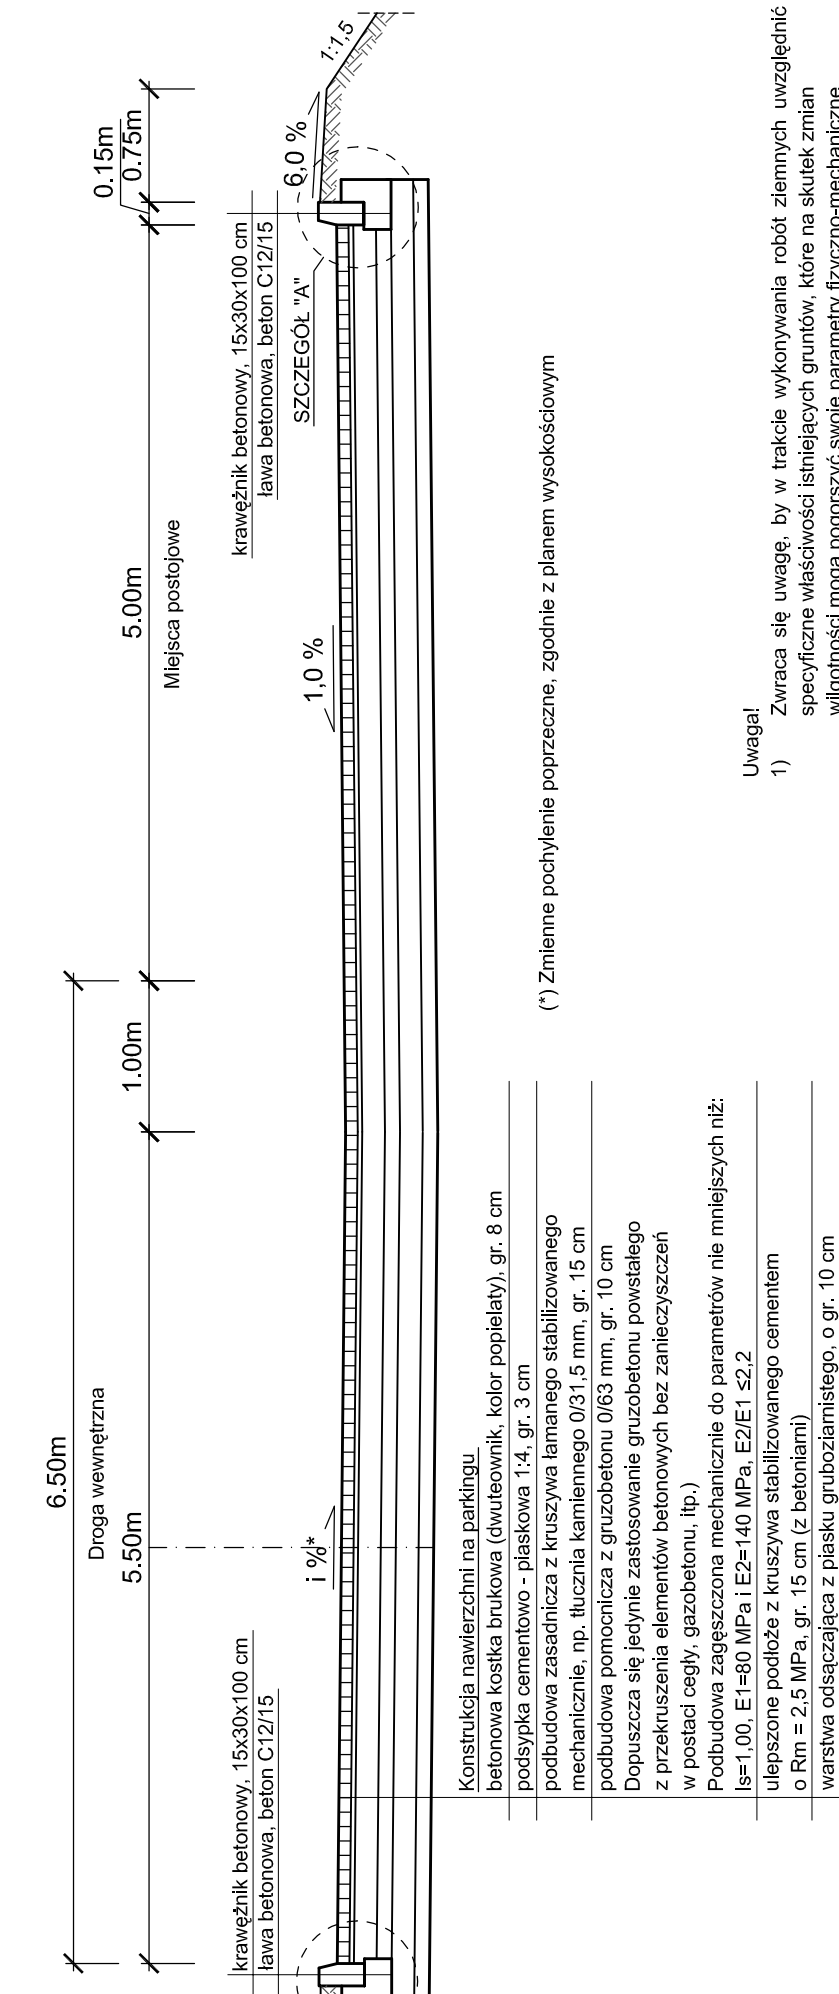 6.50m
Droga wewnętrzna
5.50m
1.00m
5.00m
Miejsca postojowe
0.15m
0.75m
krawężnik betonowy, 15x30x100 cm
ława betonowa, beton C12/15
krawężnik betonowy, 15x30x100 cm
ława betonowa, beton C12/15
SZCZEGÓŁ "A"
i %*
1,0 %
6,0 %
1:1,5
Konstrukcja nawierzchni na parkingu
betonowa kostka brukowa (dwuteownik, kolor popielaty), gr. 8 cm
podsypka cementowo - piaskowa 1:4, gr. 3 cm
podbudowa zasadnicza z kruszywa łamanego stabilizowanego
mechanicznie, np. tłucznia kamiennego 0/31,5 mm, gr. 15 cm
podbudowa pomocnicza z gruzobetonu 0/63 mm, gr. 10 cm
Dopuszcza się jedynie zastosowanie gruzobetonu powstałego
z przekruszenia elementów betonowych bez zanieczyszczeń
w postaci cegły, gazobetonu, itp.)
Podbudowa zagęszczona mechanicznie do parametrów nie mniejszych niż:
Is=1,00, E1=80 MPa i E2=140 MPa, E2/E1 ≤2,2
ulepszone podłoże z kruszywa stabilizowanego cementem
o Rm = 2,5 MPa, gr. 15 cm (z betoniarni)
warstwa odsączająca z piasku gruboziarnistego, o gr. 10 cm
(*) Zmienne pochylenie poprzeczne, zgodnie z planem wysokościowym
Uwaga!
1) Zwraca się uwagę, by w trakcie wykonywania robót ziemnych uwzględnić
specyficzne właściwości istniejących gruntów, które na skutek zmian
wilgotności mogą pogorszyć swoje parametry fizyczno-mechaniczne